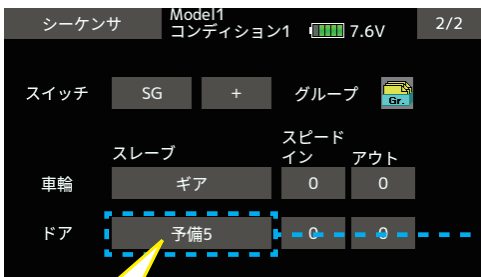 シーケンサ Model1 コンディション1 7.6V 2/2
スイッチ SG + グループ Gr.
スピード
スレーブ イン アウト
車輪 ギア 0 0
ドア 予備5 0 0